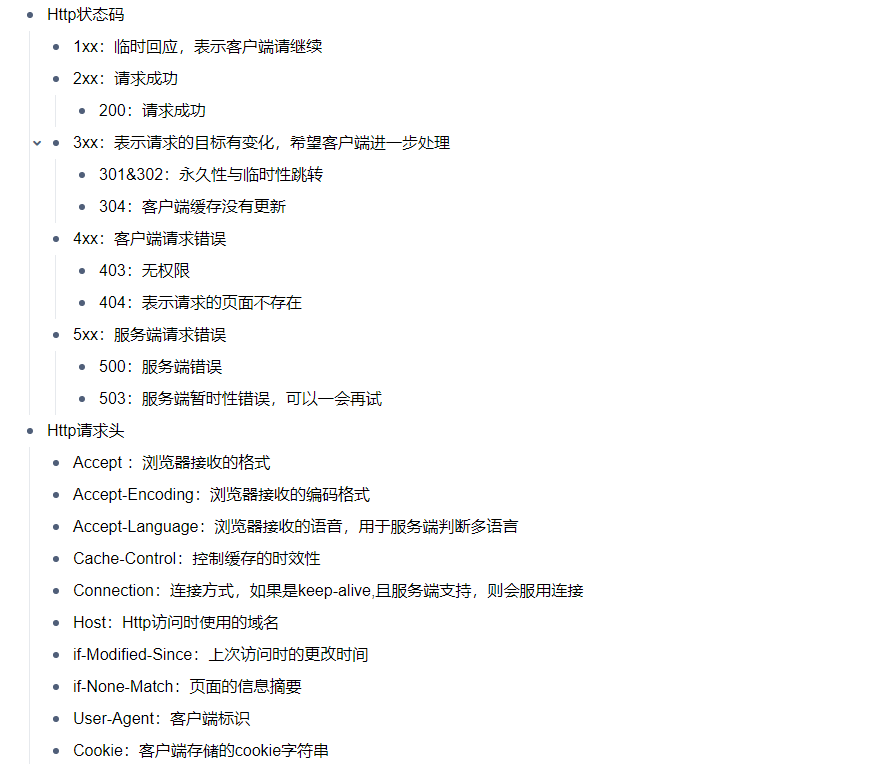 Http状态码
1xx：临时回应，表示客户端请继续
2xx：请求成功
200：请求成功
3xx：表示请求的目标有变化，希望客户端进一步处理
301&302：永久性与临时性跳转
304：客户端缓存没有更新
4xx：客户端请求错误
403：无权限
404：表示请求的页面不存在
5xx：服务端请求错误
500：服务端错误
503：服务端暂时性错误，可以一会再试
Http请求头
Accept ：浏览器接收的格式
Accept-Encoding：浏览器接收的编码格式
Accept-Language：浏览器接收的语音，用于服务端判断多语言
Cache-Control：控制缓存的时效性
Connection：连接方式，如果是keep-alive,且服务端支持，则会服用连接
Host：Http访问时使用的域名
if-Modified-Since：上次访问时的更改时间
if-None-Match：页面的信息摘要
User-Agent：客户端标识
Cookie：客户端存储的cookie字符串